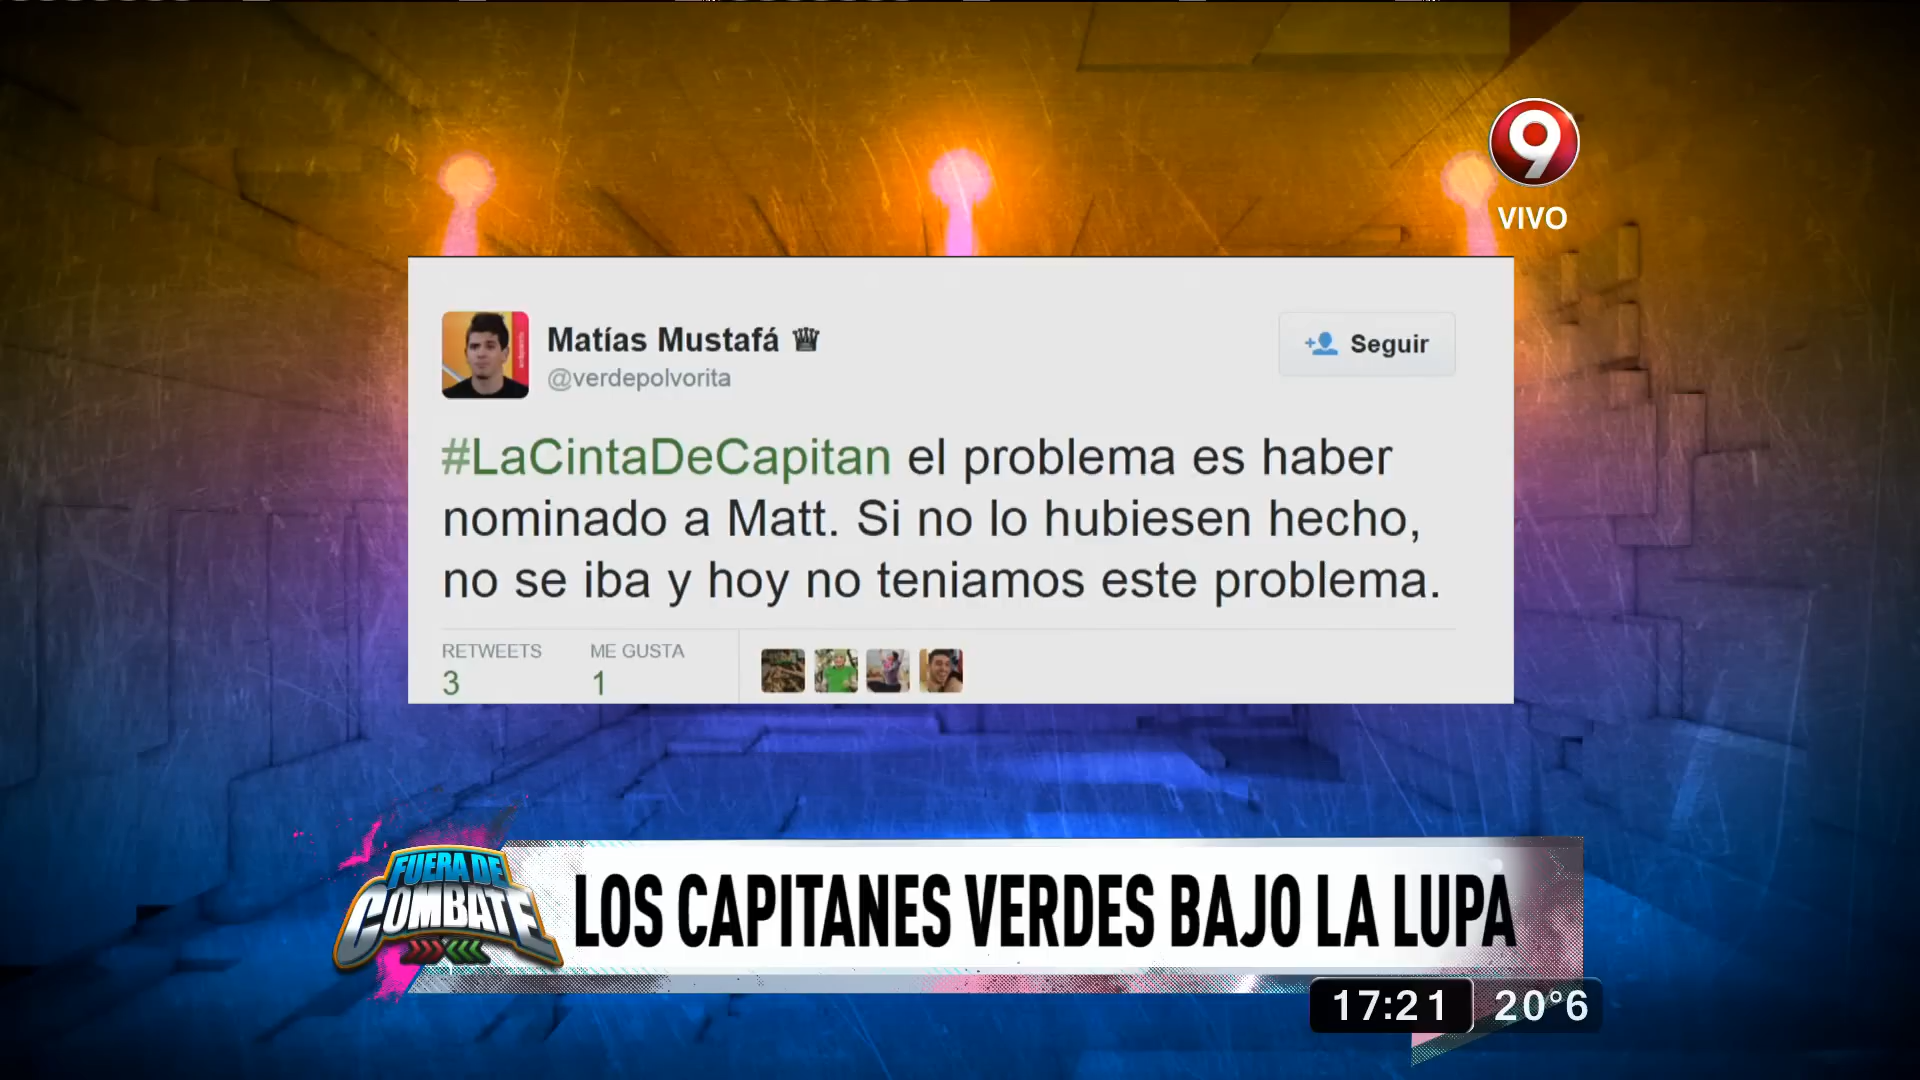 9
VIVO
Matías Mustafá ♛
@verdepolvorita
Seguir
#LaCintaDeCapitan el problema es haber
nominado a Matt. Si no lo hubiesen hecho,
no se iba y hoy no teniamos este problema.
RETWEETS ME GUSTA
3 1
FUERA DE
COMBATE
LOS CAPITANES VERDES BAJO LA LUPA
17:21 20°6